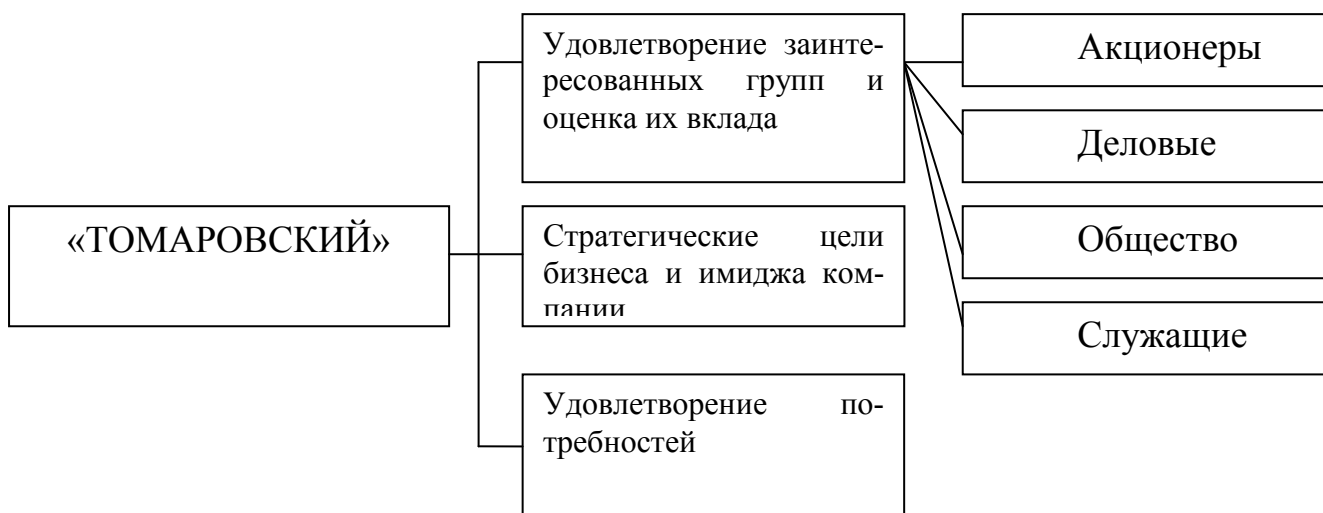 «ТОМАРОВСКИЙ»
Удовлетворение заинте-
ресованных групп и
оценка их вклада
Стратегические цели
бизнеса и имиджа ком-
пании
Удовлетворение по-
требностей
Акционеры
Деловые
Общество
Служащие